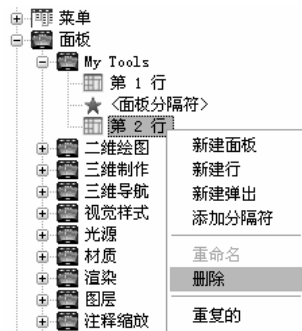 菜单
面板
My Tools
第 1 行
〈面板分隔符〉
第 2 行
二维绘图
三维制作
三维导航
视觉样式
光源
材质
渲染
图层
注释缩放
新建面板
新建行
新建弹出
添加分隔符
重命名
删除
重复的